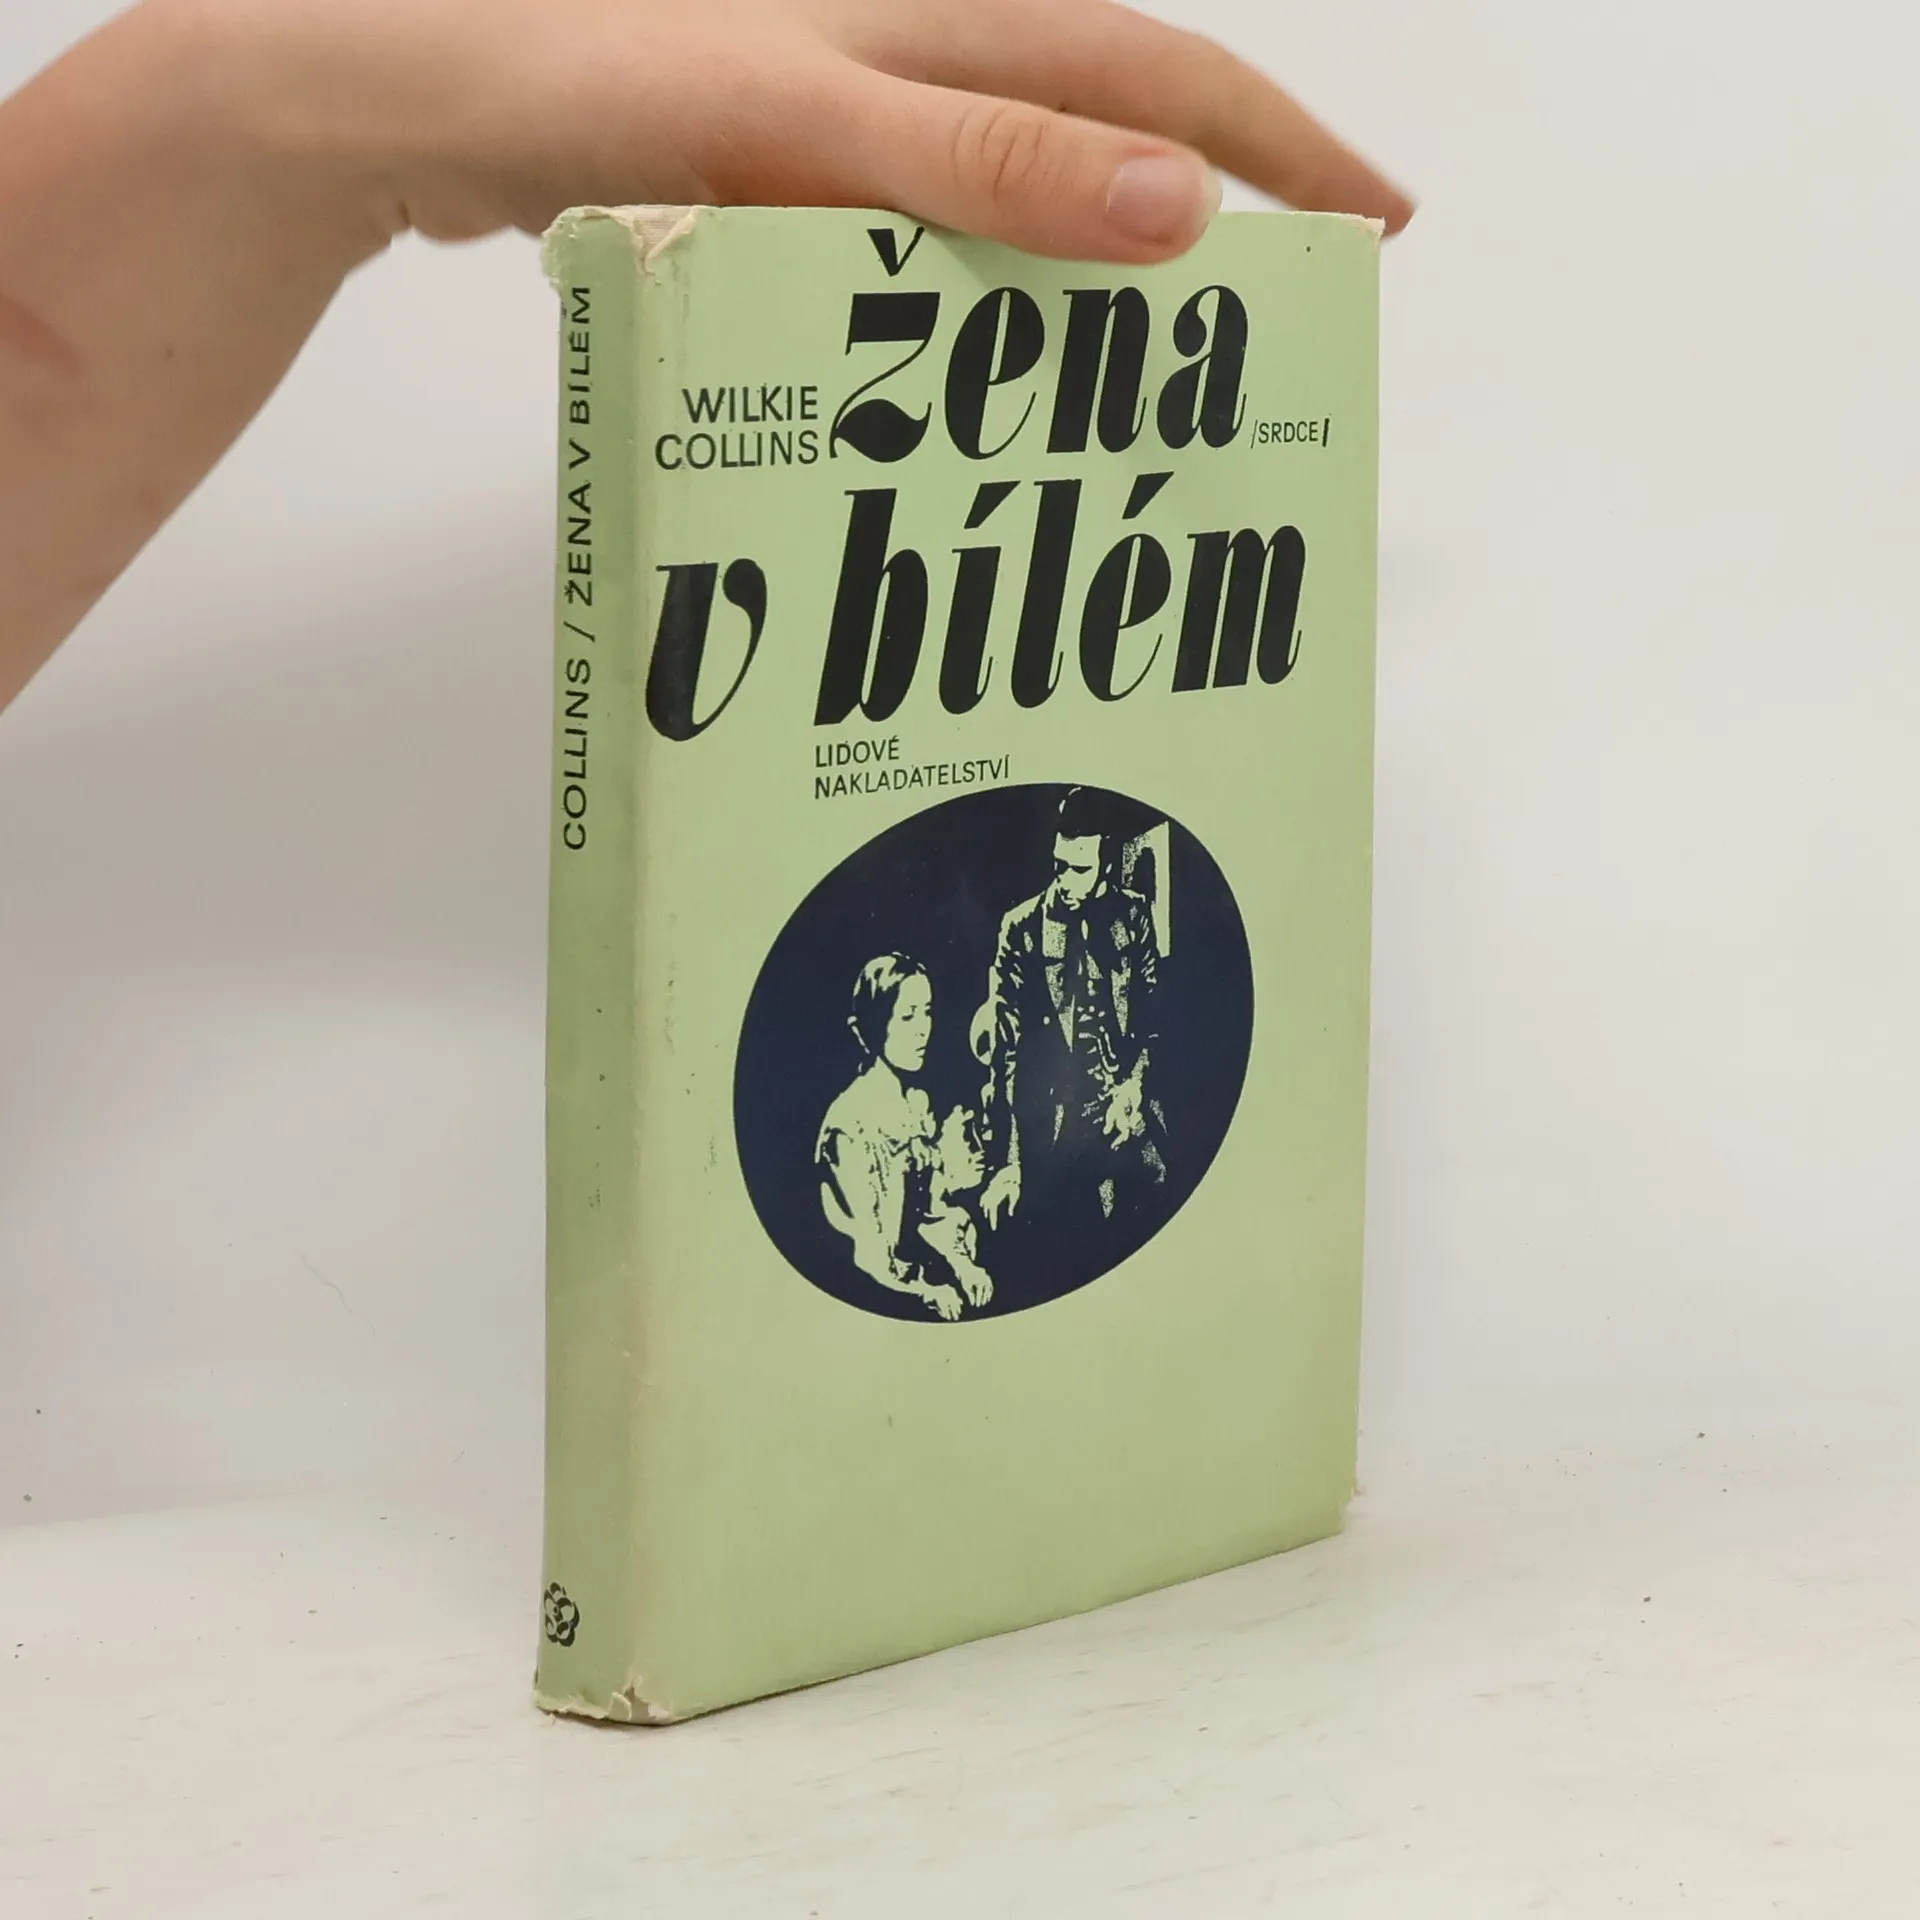 COLLINS / ŽENA V BÍLÉM
WILKIE
COLLINS
žena
/SRDCE/
v bílém
LIDOVÉ
NAKLADATELSTVÍ